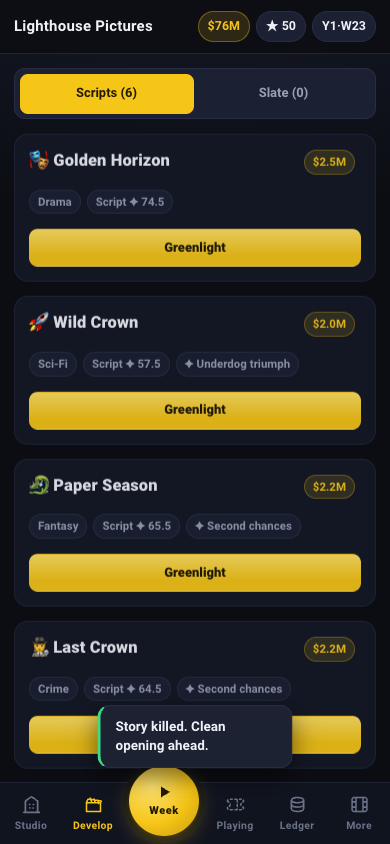 Lighthouse Pictures
$76M
★ 50
Y1·W23
Scripts (6)
Slate (0)
Golden Horizon
$2.5M
Drama
Script ✦ 74.5
Greenlight
Wild Crown
$2.0M
Sci-Fi
Script ✦ 57.5
✦ Underdog triumph
Greenlight
Paper Season
$2.2M
Fantasy
Script ✦ 65.5
✦ Second chances
Greenlight
Last Crown
$2.2M
Crime
Script ✦ 64.5
✦ Second chances
Story killed. Clean
opening ahead.
Studio
Develop
Week
Playing
Ledger
More